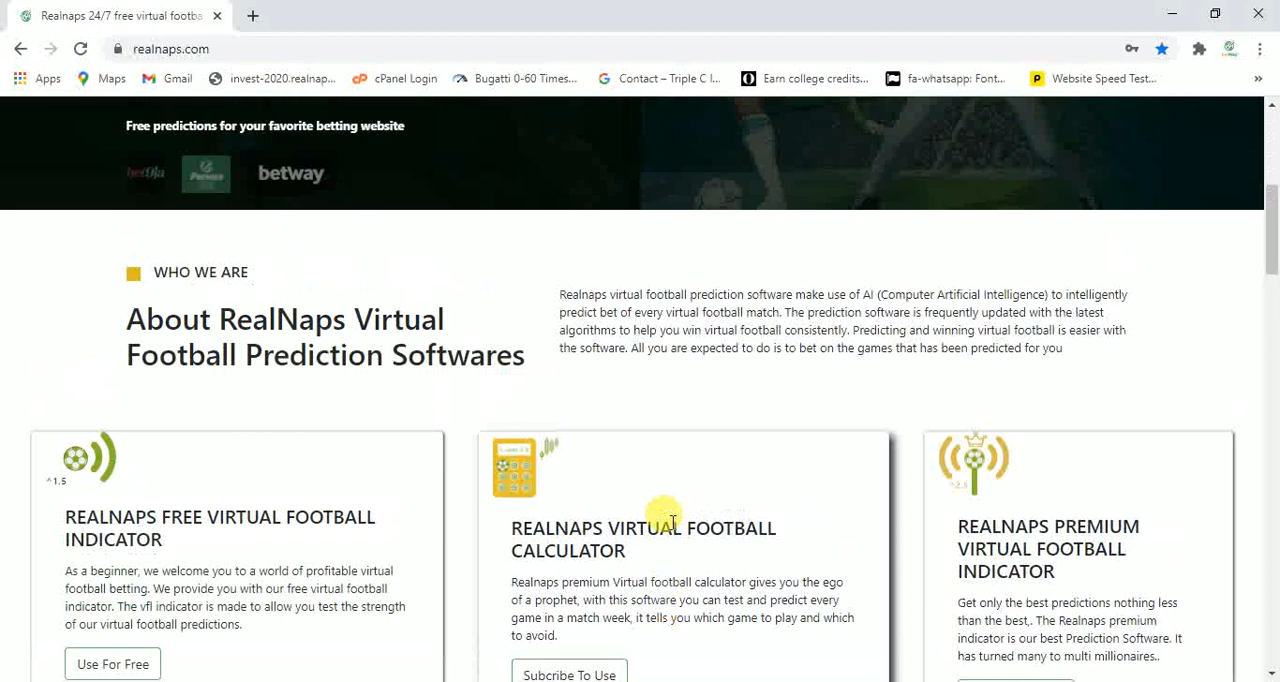 Realnaps 24/7 free virtual footba
realnaps.com
Apps Maps Gmail invest-2020.realnap... cPanel Login Bugatti 0-60 Times... Contact – Triple C I... Earn college credits... fa-whatsapp: Font... Website Speed Test... »
Free predictions for your favorite betting website
bet9ja betway
WHO WE ARE
About RealNaps Virtual
Football Prediction Softwares
Realnaps virtual football prediction software make use of AI (Computer Artificial Intelligence) to intelligently
predict bet of every virtual football match. The prediction software is frequently updated with the latest
algorithms to help you win virtual football consistently. Predicting and winning virtual football is easier with
the software. All you are expected to do is to bet on the games that has been predicted for you
^1.5
REALNAPS FREE VIRTUAL FOOTBALL
INDICATOR
As a beginner, we welcome you to a world of profitable virtual
football betting. We provide you with our free virtual football
indicator. The vfl indicator is made to allow you test the strength
of our virtual football predictions.
Use For Free
REALNAPS VIRTUAL FOOTBALL
CALCULATOR
Realnaps premium Virtual football calculator gives you the ego
of a prophet, with this software you can test and predict every
game in a match week, it tells you which game to play and which
to avoid.
Subcribe To Use
^2.5
REALNAPS PREMIUM
VIRTUAL FOOTBALL
INDICATOR
Get only the best predictions nothing less
than the best,. The Realnaps premium
indicator is our best Prediction Software. It
has turned many to multi millionaires..